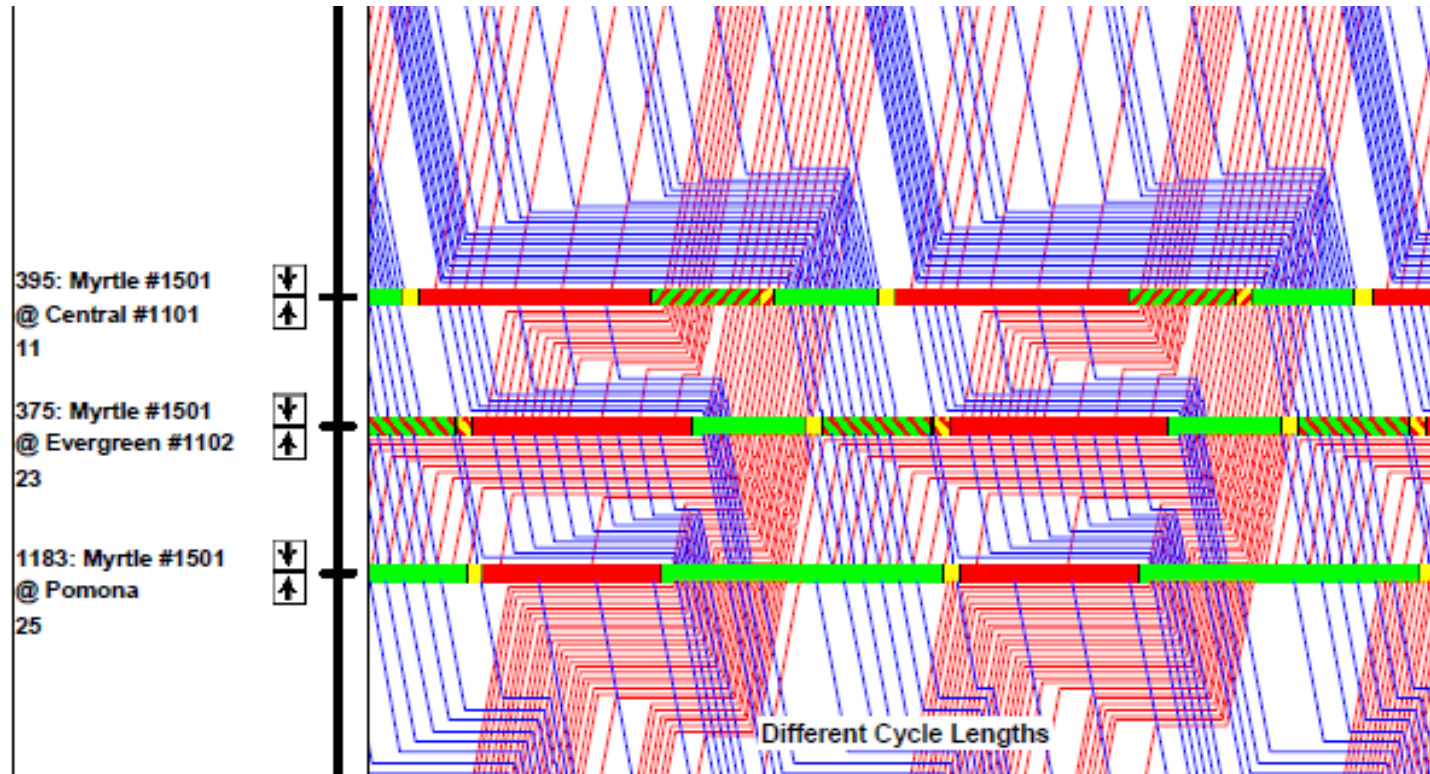 395: Myrtle #1501
@ Central #1101
11
375: Myrtle #1501
@ Evergreen #1102
23
1183: Myrtle #1501
@ Pomona
25
Different Cycle Lengths